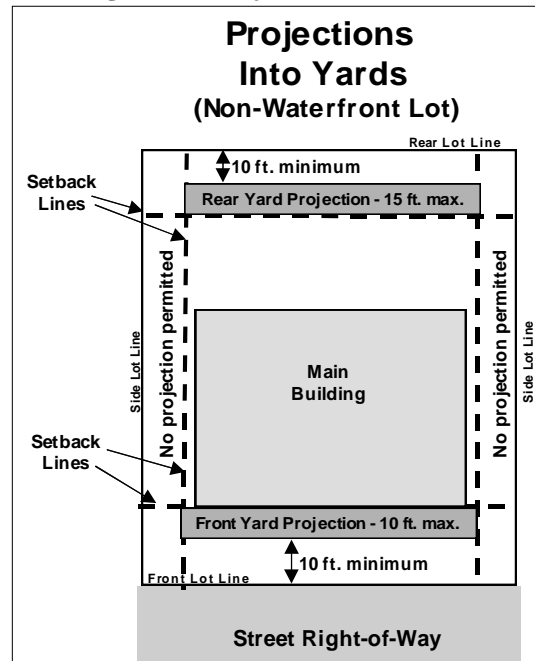 Projections
Into Yards
(Non-Waterfront Lot)
Rear Lot Line
10 ft. minimum
Setback
Lines
Rear Yard Projection - 15 ft. max.
No projection permitted
Side Lot Line
Main
Building
No projection permitted
Side Lot Line
Setback
Lines
Front Yard Projection - 10 ft. max.
10 ft. minimum
Front Lot Line
Street Right-of-Way